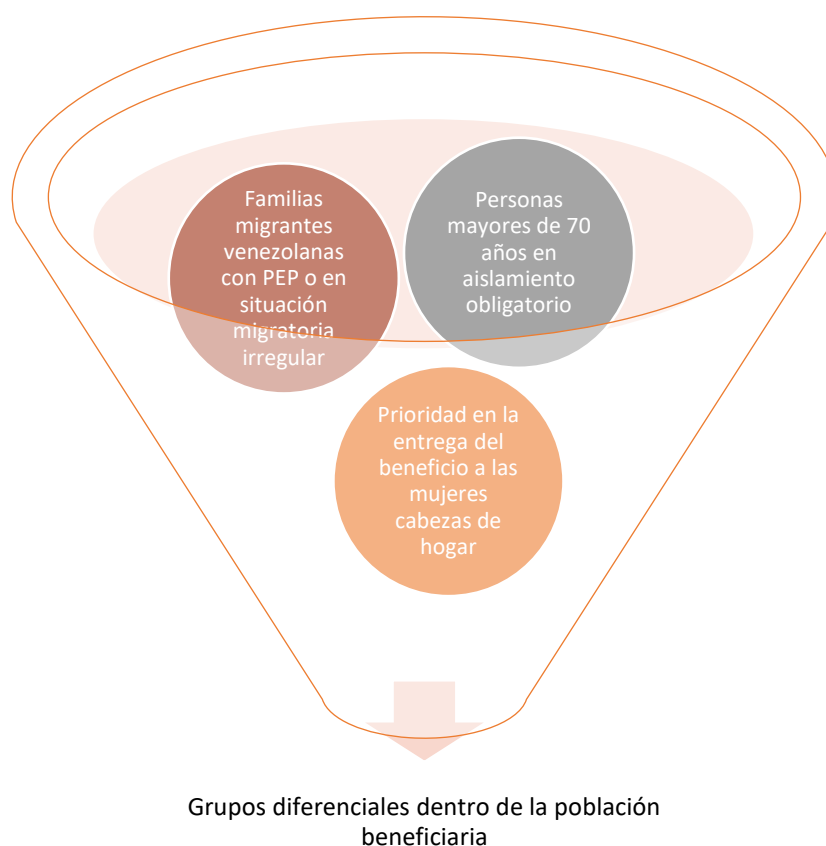 Familias
migrantes
venezolanas
con PEP o en
situación
migratoria
irregular
Personas
mayores de 70
años en
aislamiento
obligatorio
Prioridad en la
entrega del
beneficio a las
mujeres
cabezas de
hogar
Grupos diferenciales dentro de la población
beneficiaria